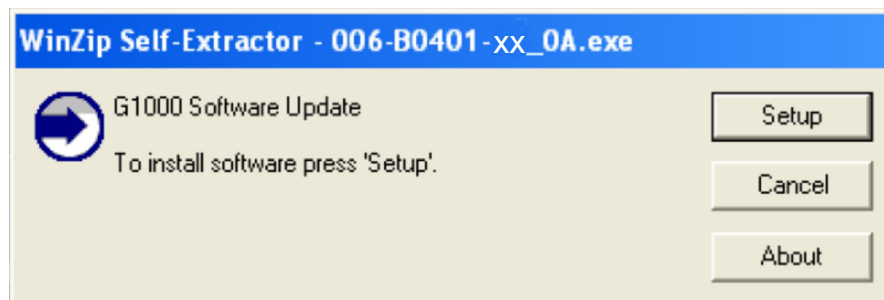 WinZip Self-Extractor - 006-B0401-xx_0A.exe
G1000 Software Update
To install software press 'Setup'.
Setup
Cancel
About